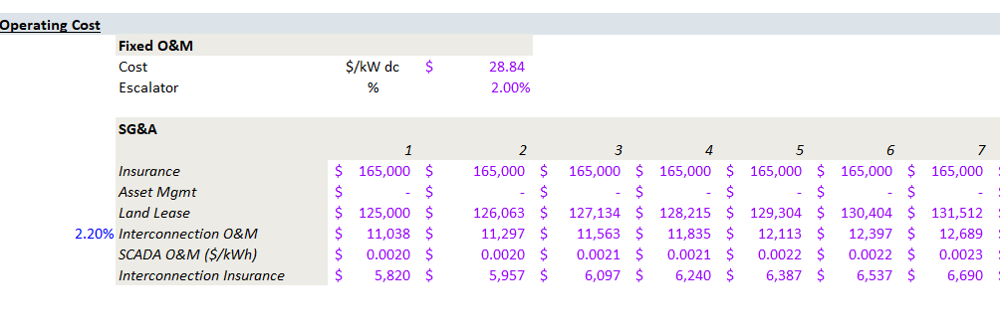 Operating Cost
Fixed O&M
Cost $/kW dc $ 28.84
Escalator % 2.00%
SG&A
1 2 3 4 5 6 7
Insurance $ 165,000 $ 165,000 $ 165,000 $ 165,000 $ 165,000 $ 165,000 $ 165,000
Asset Mgmt $ - $ - $ - $ - $ - $ - $ -
Land Lease $ 125,000 $ 126,063 $ 127,134 $ 128,215 $ 129,304 $ 130,404 $ 131,512
2.20% Interconnection O&M $ 11,038 $ 11,297 $ 11,563 $ 11,835 $ 12,113 $ 12,397 $ 12,689
SCADA O&M ($/kWh) $ 0.0020 $ 0.0020 $ 0.0021 $ 0.0021 $ 0.0022 $ 0.0022 $ 0.0023
Interconnection Insurance $ 5,820 $ 5,957 $ 6,097 $ 6,240 $ 6,387 $ 6,537 $ 6,690